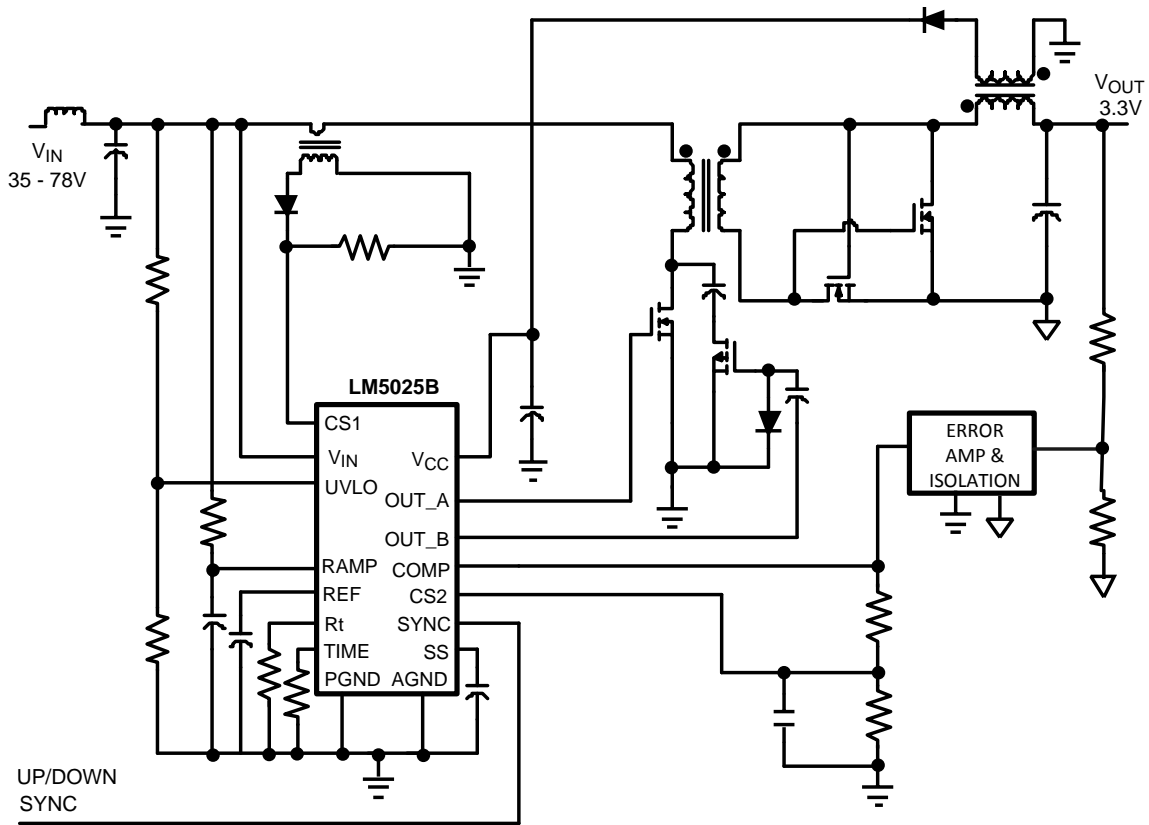 VOUT
3.3V
VIN
35 - 78V
LM5025B
CS1
VIN
UVLO
RAMP
REF
Rt
TIME
PGND
AGND
VCC
OUT_A
OUT_B
COMP
CS2
SYNC
SS
ERROR
AMP &
ISOLATION
UP/DOWN
SYNC